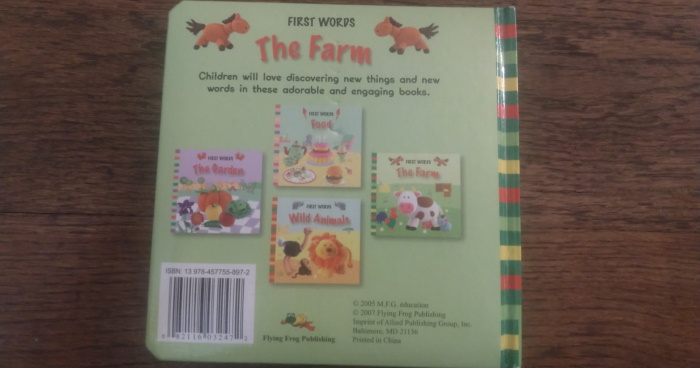 FIRST WORDS
The Farm
Children will love discovering new things and new
words in these adorable and engaging books.
FIRST WORDS
Food
FIRST WORDS
The Garden
FIRST WORDS
The Farm
FIRST WORDS
Wild Animals
ISBN: 13 978-457755-897-2
© 2005 M.F.G. education
© 2007 Flying Frog Publishing
Imprint of Allied Publishing Group, Inc.
Baltimore, MD 21136
Printed in China
Flying Frog Publishing